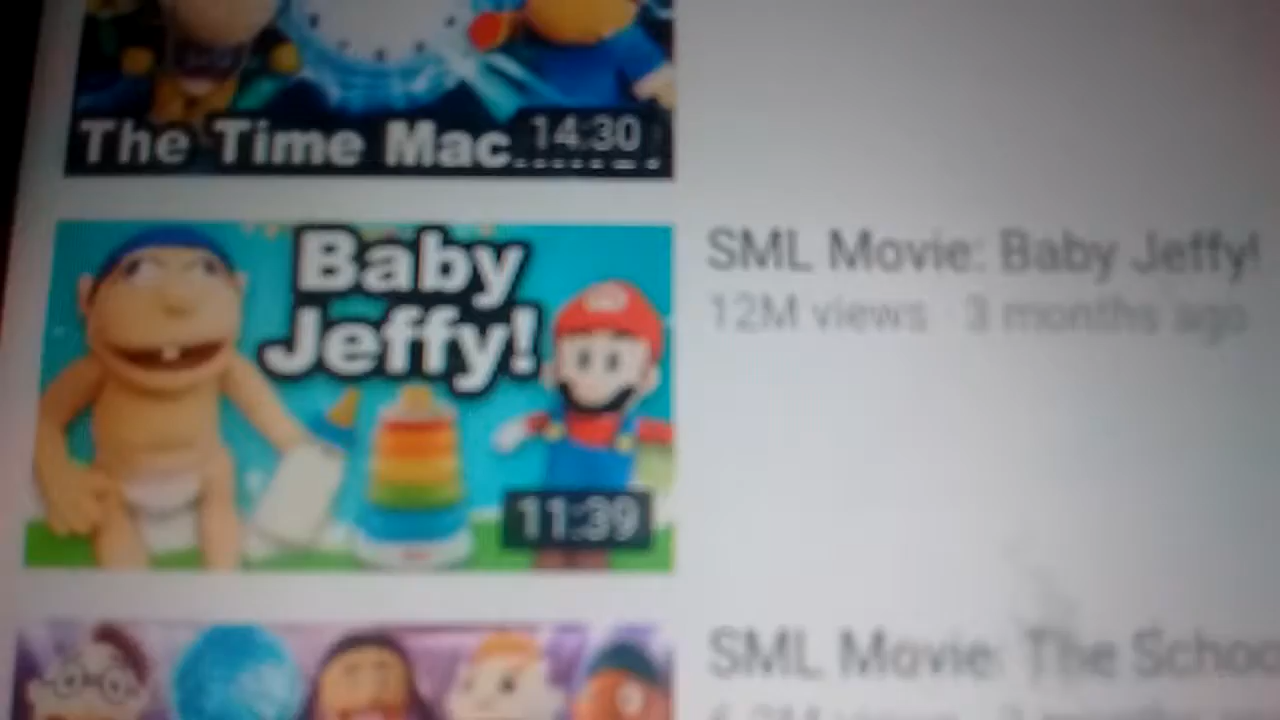 The Time Mac
14:30
Baby
Jeffy!
11:39
SML Movie: Baby Jeffy!
12M views · 3 months ago
SML Movie: The Schoo